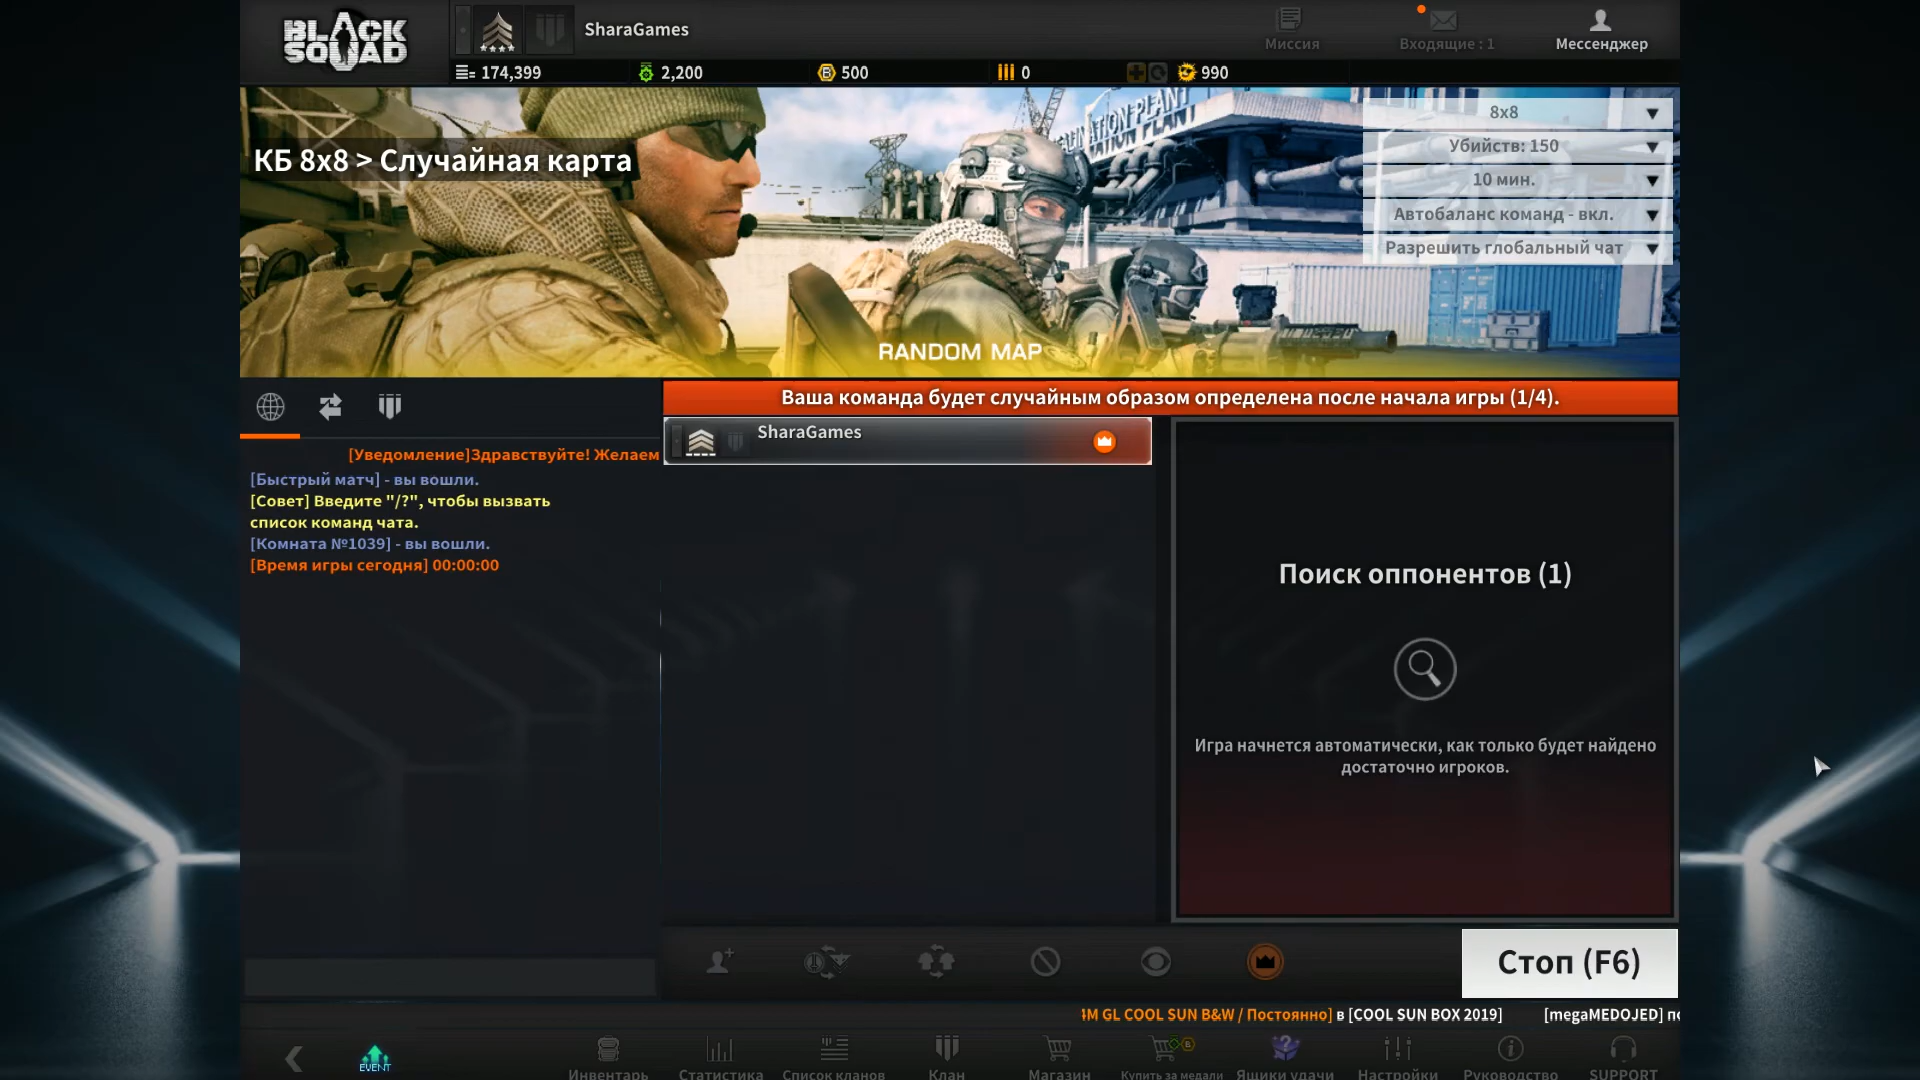 BLACK SQUAD
SharaGames
Миссия
Входящие : 1
Мессенджер
174,399
2,200
500
0
990
КБ 8x8 > Случайная карта
8x8
Убийств: 150
10 мин.
Автобаланс команд - вкл.
Разрешить глобальный чат
RANDOM MAP
Ваша команда будет случайным образом определена после начала игры (1/4).
SharaGames
[Уведомление]Здравствуйте! Желаем
[Быстрый матч] - вы вошли.
[Совет] Введите "/?", чтобы вызвать
список команд чата.
[Комната №1039] - вы вошли.
[Время игры сегодня] 00:00:00
Поиск оппонентов (1)
Игра начнется автоматически, как только будет найдено
достаточно игроков.
Стоп (F6)
GL COOL SUN B&W / Постоянно] в [COOL SUN BOX 2019] [megaMEDOJED]
EVENT
Инвентарь
Статистика
Список кланов
Клан
Магазин
Купить за медали
Ящики удачи
Настройки
Руководство
SUPPORT